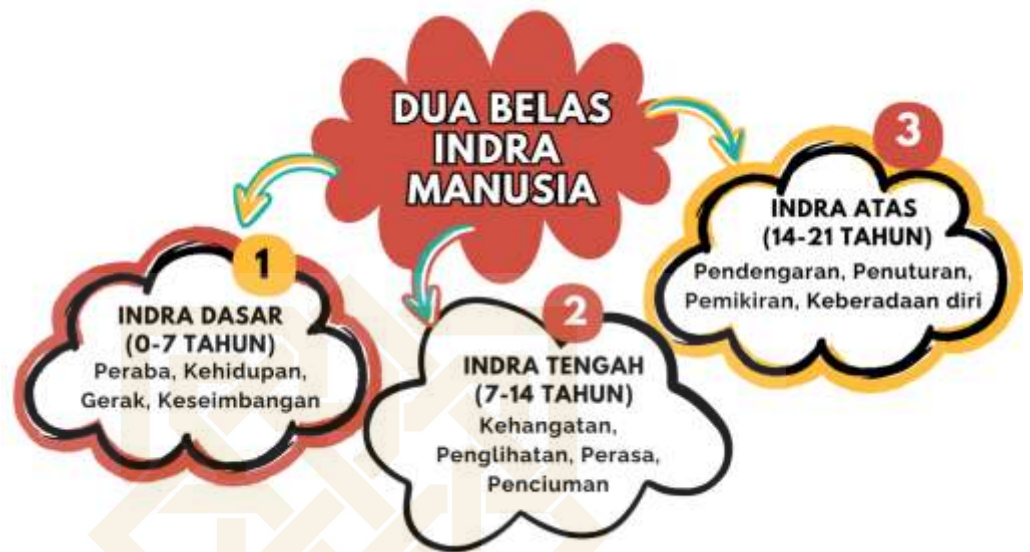 DUA BELAS
INDRA
MANUSIA
1
INDRA DASAR
(0-7 TAHUN)
Peraba, Kehidupan,
Gerak, Keseimbangan
2
INDRA TENGAH
(7-14 TAHUN)
Kehangatan,
Penglihatan, Perasa,
Penciuman
3
INDRA ATAS
(14-21 TAHUN)
Pendengaran, Penuturan,
Pemikiran, Keberadaan diri